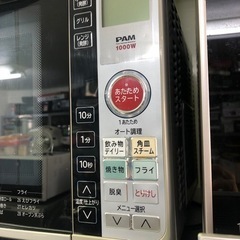 グリル
レンジ
PAM
1000W
10分
1分
10秒
あたため
スタート
1あたため
オート調理
飲み物
デイリー
角皿
スチーム
焼き物
フライ
脱臭
とりけし
温度仕上がり
メニュー選択
フライ